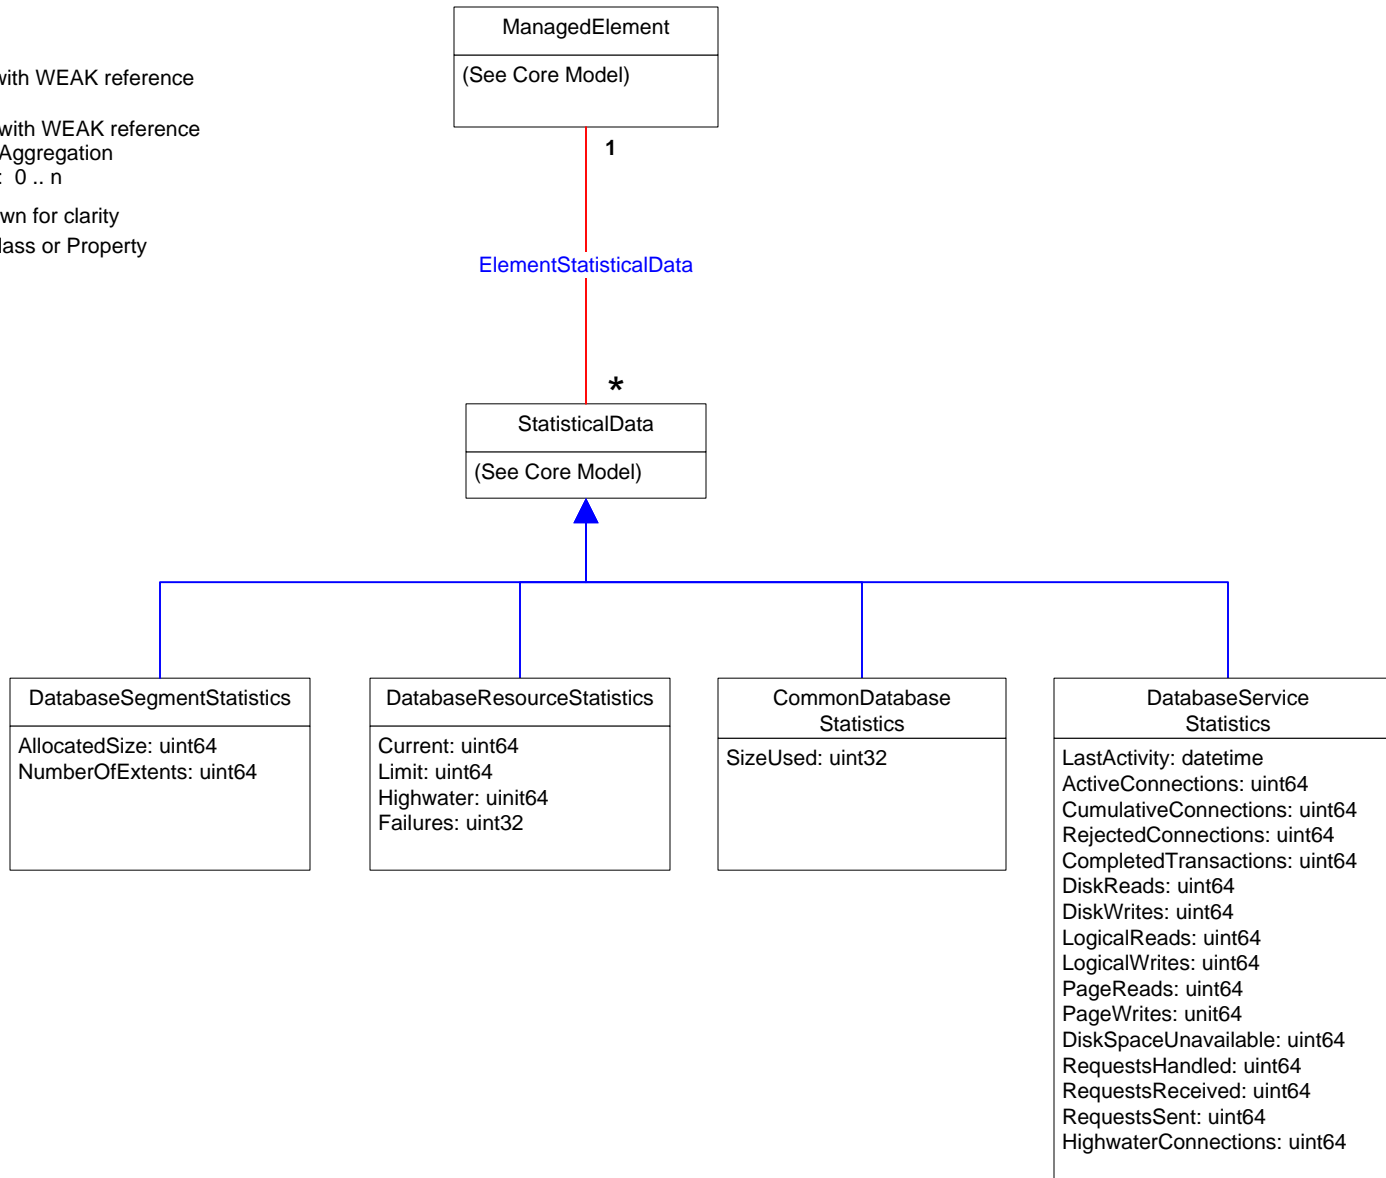 ManagedElement
(See Core Model)
with WEAK reference
with WEAK reference
Aggregation
: 0 .. n
wn for clarity
lass or Property
1
ElementStatisticalData
*
StatisticalData
(See Core Model)
DatabaseSegmentStatistics
AllocatedSize: uint64
NumberOfExtents: uint64
DatabaseResourceStatistics
Current: uint64
Limit: uint64
Highwater: uinit64
Failures: uint32
CommonDatabase
Statistics
SizeUsed: uint32
DatabaseService
Statistics
LastActivity: datetime
ActiveConnections: uint64
CumulativeConnections: uint64
RejectedConnections: uint64
CompletedTransactions: uint64
DiskReads: uint64
DiskWrites: uint64
LogicalReads: uint64
LogicalWrites: uint64
PageReads: uint64
PageWrites: unit64
DiskSpaceUnavailable: uint64
RequestsHandled: uint64
RequestsReceived: uint64
RequestsSent: uint64
HighwaterConnections: uint64